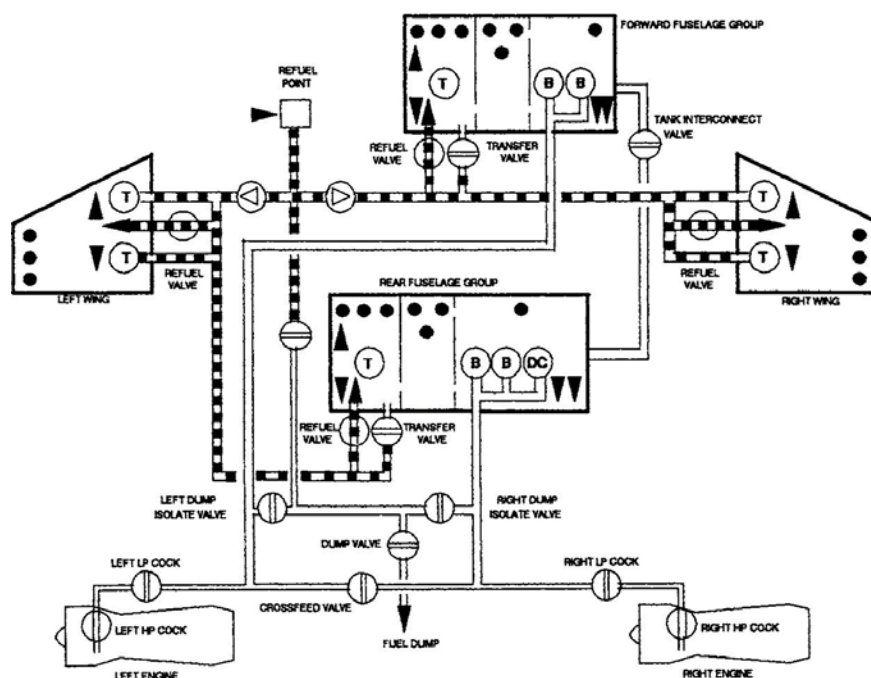 FORWARD FUSELAGE GROUP
REFUEL
POINT
T
B
B
TANK INTERCONNECT
VALVE
REFUEL
VALVE
TRANSFER
VALVE
T
T
T
T
REFUEL
VALVE
REFUEL
VALVE
LEFT WING
REAR FUSELAGE GROUP
RIGHT WING
T
B
B
DC
REFUEL
VALVE
TRANSFER
VALVE
LEFT DUMP
ISOLATE VALVE
RIGHT DUMP
ISOLATE VALVE
DUMP VALVE
LEFT LP COCK
RIGHT LP COCK
CROSSFEED VALVE
LEFT HP COCK
RIGHT HP COCK
FUEL DUMP
LEFT ENGINE
RIGHT ENGINE